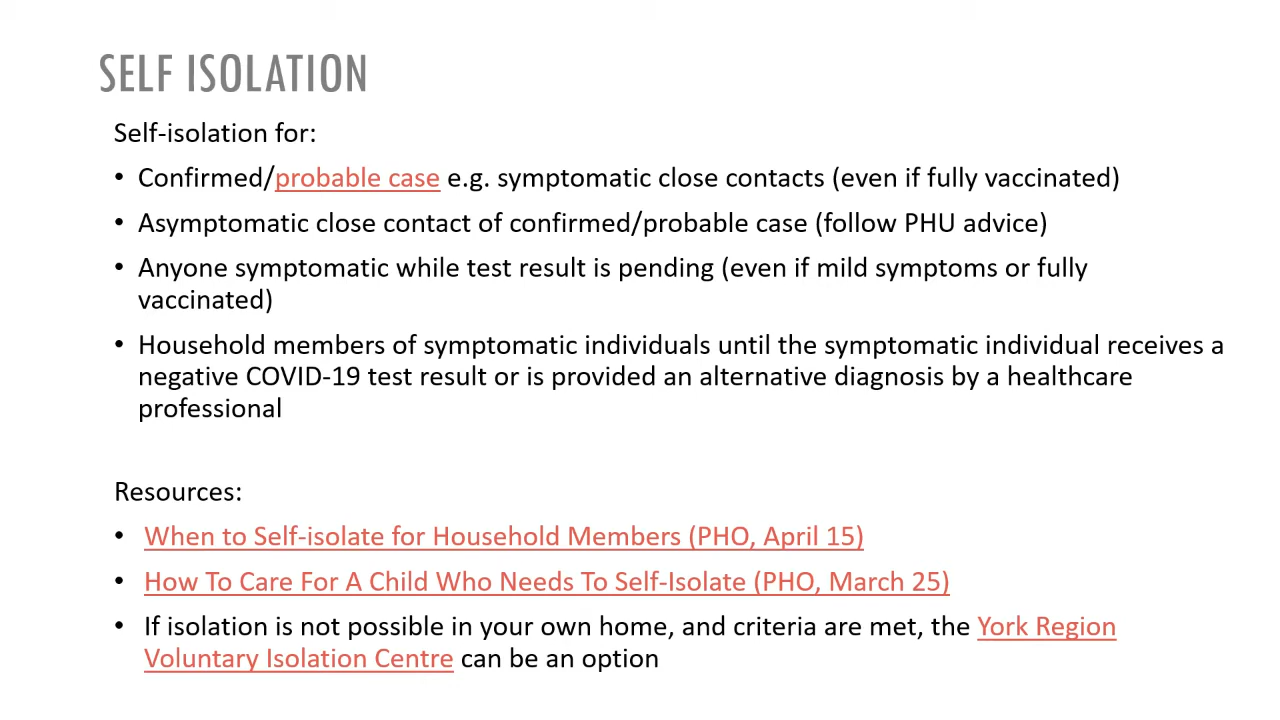 SELF ISOLATION
Self-isolation for:
• Confirmed/probable case e.g. symptomatic close contacts (even if fully vaccinated)
• Asymptomatic close contact of confirmed/probable case (follow PHU advice)
• Anyone symptomatic while test result is pending (even if mild symptoms or fully
vaccinated)
• Household members of symptomatic individuals until the symptomatic individual receives a
negative COVID-19 test result or is provided an alternative diagnosis by a healthcare
professional
Resources:
• When to Self-isolate for Household Members (PHO, April 15)
• How To Care For A Child Who Needs To Self-Isolate (PHO, March 25)
• If isolation is not possible in your own home, and criteria are met, the York Region
Voluntary Isolation Centre can be an option